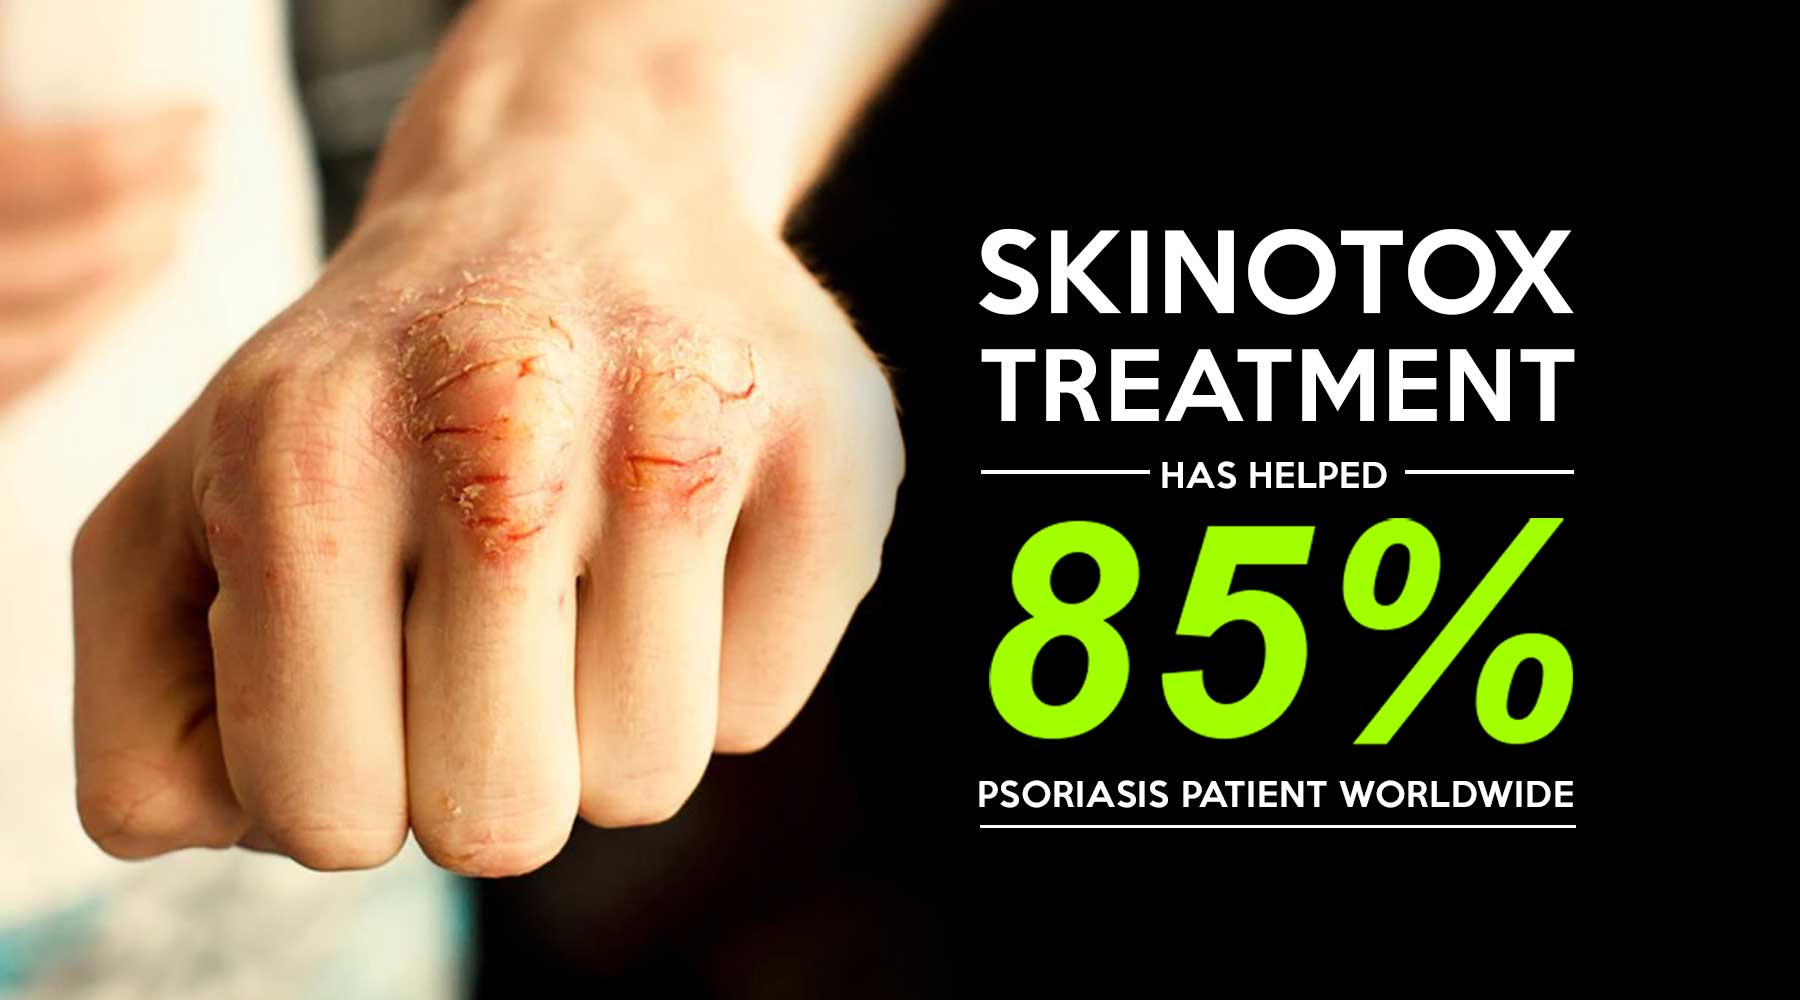 SKINOTOX
TREATMENT
HAS HELPED
85%
PSORIASIS PATIENT WORLDWIDE